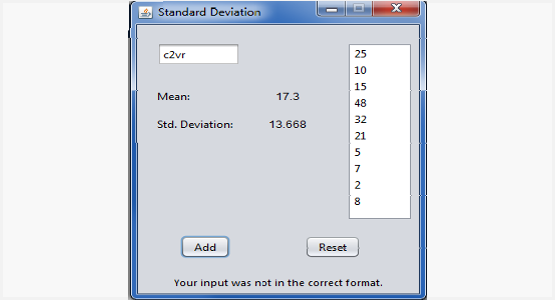 Standard Deviation
c2vr
Mean: 17.3
Std. Deviation: 13.668
25
10
15
48
32
21
5
7
2
8
Add Reset
Your input was not in the correct format.